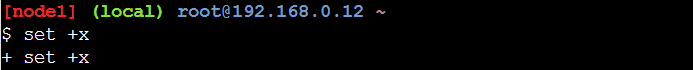 [node1] (local) root@192.168.0.12 ~
$ set +x
+ set +x